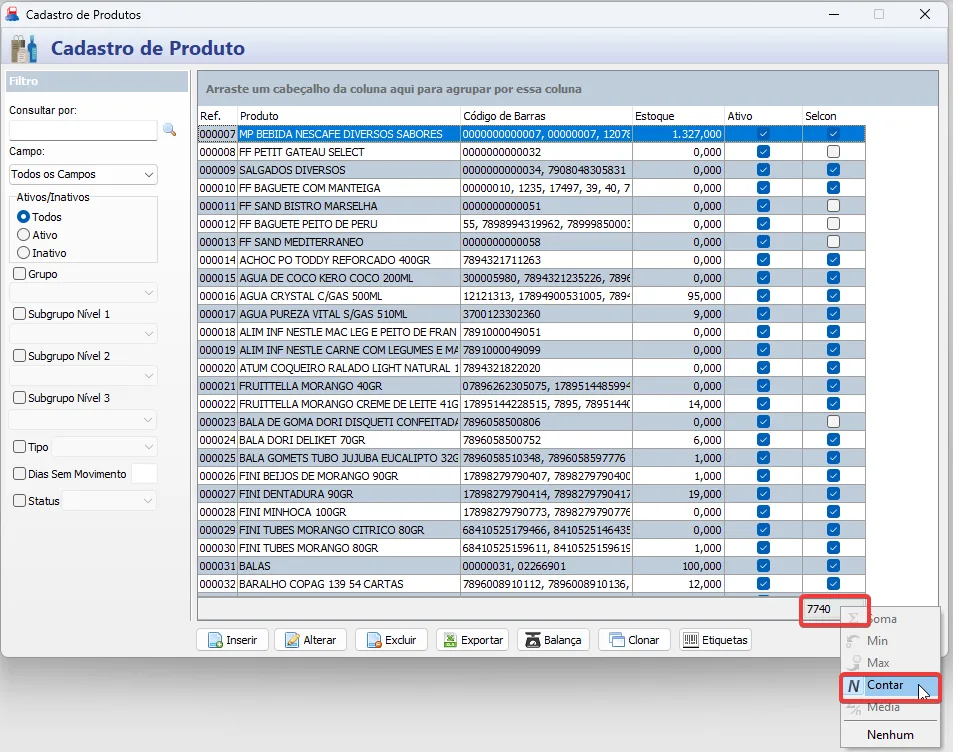 Cadastro de Produtos
Cadastro de Produto
Filtro
Consultar por:
Campo:
Todos os Campos
Ativos/Inativos
Todos
Ativo
Inativo
Grupo
Subgrupo Nível 1
Subgrupo Nível 2
Subgrupo Nível 3
Tipo
Dias Sem Movimento
Status
Arraste um cabeçalho da coluna aqui para agrupar por essa coluna
Ref. Produto Código de Barras Estoque Ativo Selcon
000007 MP BEBIDA NESCAFE DIVERSOS SABORES 0000000000007, 00000007, 12078 1.327,000
000008 FF PETIT GATEAU SELECT 0000000000032 0,000
000009 SALGADOS DIVERSOS 0000000000034, 7908048305831 0,000
000010 FF BAGUETE COM MANTEIGA 00000010, 1235, 17497, 39, 40, 7 0,000
000011 FF SAND BISTRO MARSELHA 0000000000051 0,000
000012 FF BAGUETE PEITO DE PERU 55, 7898994319962, 78999850003 0,000
000013 FF SAND MEDITERRANEO 0000000000058 0,000
000014 ACHOC PO TODDY REFORCADO 400GR 7894321711263 0,000
000015 AGUA DE COCO KERO COCO 200ML 300005980, 7894321235226, 7896 0,000
000016 AGUA CRYSTAL C/GAS 500ML 12121313, 17894900531005, 7894 95,000
000017 AGUA PUREZA VITAL S/GAS 510ML 3700123302360 9,000
000018 ALIM INF NESTLE MAC LEG E PEITO DE FRAN 7891000049051 0,000
000019 ALIM INF NESTLE CARNE COM LEGUMES E MA 7891000049099 0,000
000020 ATUM COQUEIRO RALADO LIGHT NATURAL 1 7894321822020 0,000
000021 FRUITTELLA MORANGO 40GR 07896262305075, 1789514485994 0,000
000022 FRUITTELLA MORANGO CREME DE LEITE 41G 17895144228515, 7895, 78951440 14,000
000023 BALA DE GOMA DORI DISQUETI CONFEITADA 7896058500806 0,000
000024 BALA DORI DELIKET 70GR 7896058500752 6,000
000025 BALA GOMETS TUBO JUJUBA EUCALIPTO 32G 7896058510348, 7896058597776 1,000
000026 FINI BEIJOS DE MORANGO 90GR 17898279790407, 7898279790400 1,000
000027 FINI DENTADURA 90GR 17898279790414, 7898279790417 19,000
000028 FINI MINHOCA 100GR 17898279790773, 7898279790776 0,000
000029 FINI TUBES MORANGO CITRICO 80GR 68410525179466, 8410525146435 0,000
000030 FINI TUBES MORANGO 80GR 68410525159611, 8410525159619 1,000
000031 BALAS 00000031, 02266901 100,000
000032 BARALHO COPAG 139 54 CARTAS 7896008910112, 7896008910136, 12,000
7740
Inserir Alterar Excluir Exportar Balança Clonar Etiquetas
Soma
Min
Max
N Contar
Média
Nenhum